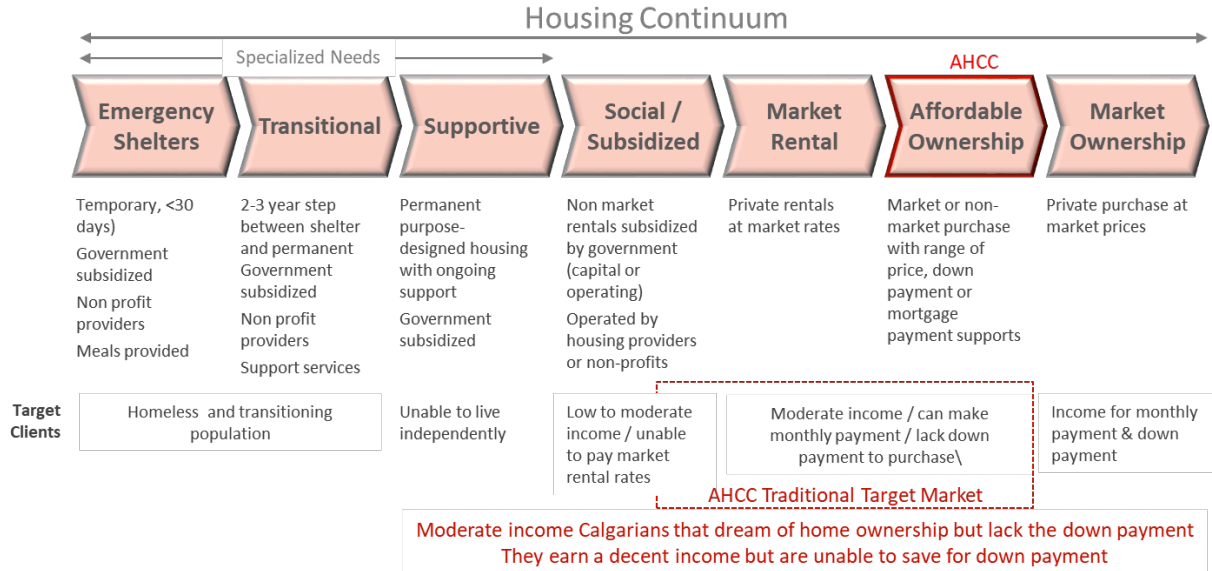 Housing Continuum
Specialized Needs
AHCC
Emergency
Shelters
Transitional
Supportive
Social /
Subsidized
Market
Rental
Affordable
Ownership
Market
Ownership
Temporary, <30
days)
Government
subsidized
Non profit
providers
Meals provided
2-3 year step
between shelter
and permanent
Government
subsidized
Non profit
providers
Support services
Permanent
purpose-
designed housing
with ongoing
support
Government
subsidized
Non market
rentals subsidized
by government
(capital or
operating)
Operated by
housing providers
or non-profits
Private rentals
at market rates
Market or non-
market purchase
with range of
price, down
payment or
mortgage
payment supports
Private purchase at
market prices
Target
Clients
Homeless and transitioning
population
Unable to live
independently
Low to moderate
income / unable
to pay market
rental rates
Moderate income / can make
monthly payment / lack down
payment to purchase\
Income for monthly
payment & down
payment
AHCC Traditional Target Market
Moderate income Calgarians that dream of home ownership but lack the down payment
They earn a decent income but are unable to save for down payment